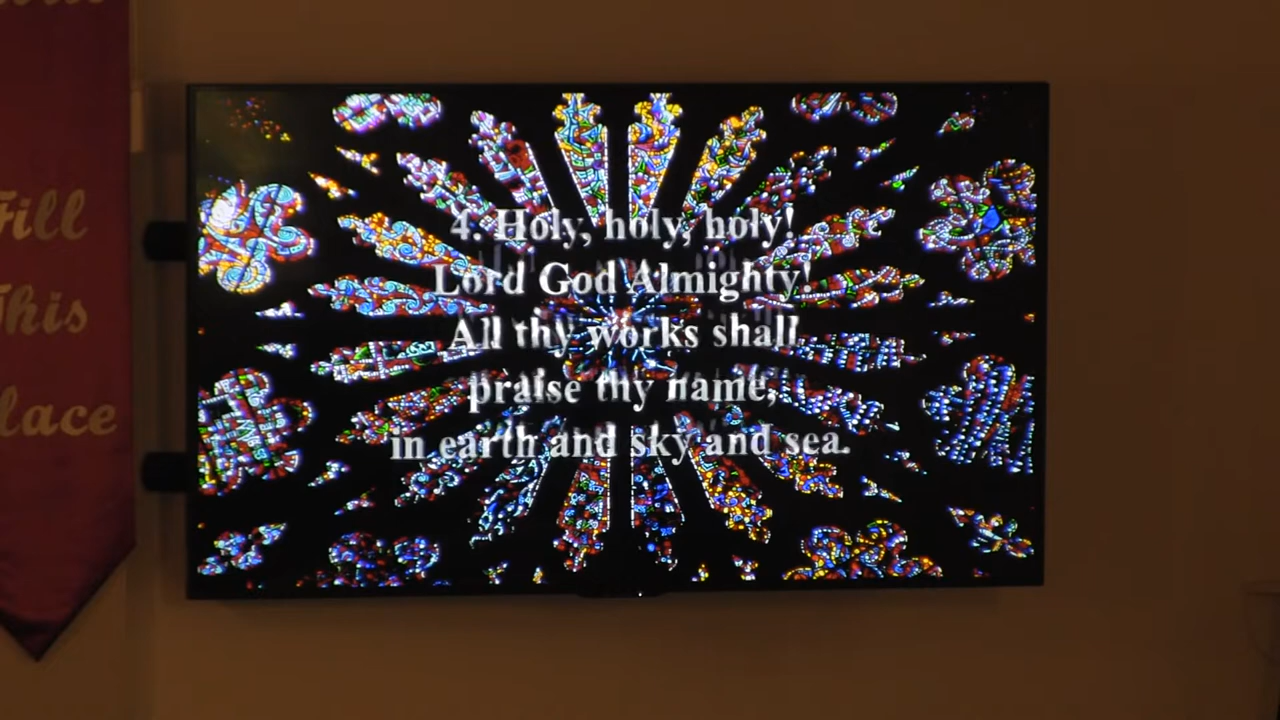 Fill
This
4. Holy, holy, holy!
Lord God Almighty!
All thy works shall
praise thy name,
in earth and sky and sea.